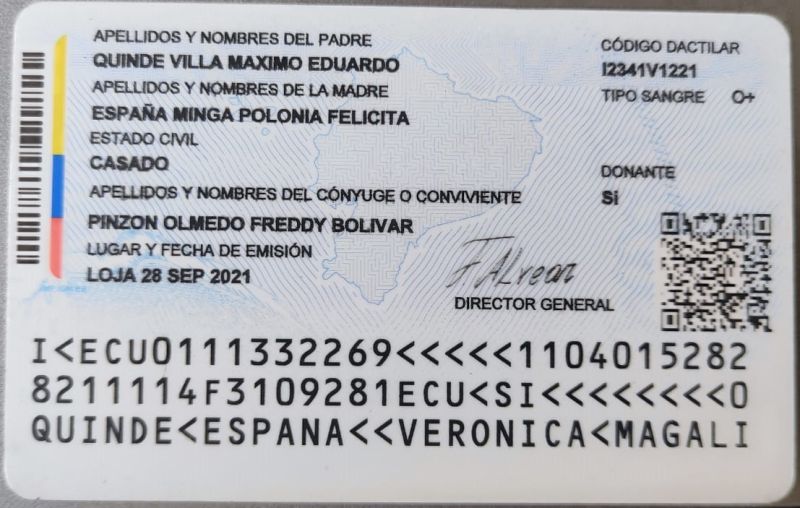 APELLIDOS Y NOMBRES DEL PADRE
QUINDE VILLA MAXIMO EDUARDO
APELLIDOS Y NOMBRES DE LA MADRE
ESPAÑA MINGA POLONIA FELICITA
ESTADO CIVIL
CASADO
APELLIDOS Y NOMBRES DEL CÓNYUGE O CONVIVIENTE
PINZON OLMEDO FREDDY BOLIVAR
LUGAR Y FECHA DE EMISIÓN
LOJA 28 SEP 2021
CÓDIGO DACTILAR
I2341V1221
TIPO SANGRE O+
DONANTE
Si
F. ALvear
DIRECTOR GENERAL
I<ECU0111332269<<<<<<1104015282
8211114F3109281ECU<SI<<<<<<<<<0
QUINDE<ESPANA<<VERONICA<MAGALI